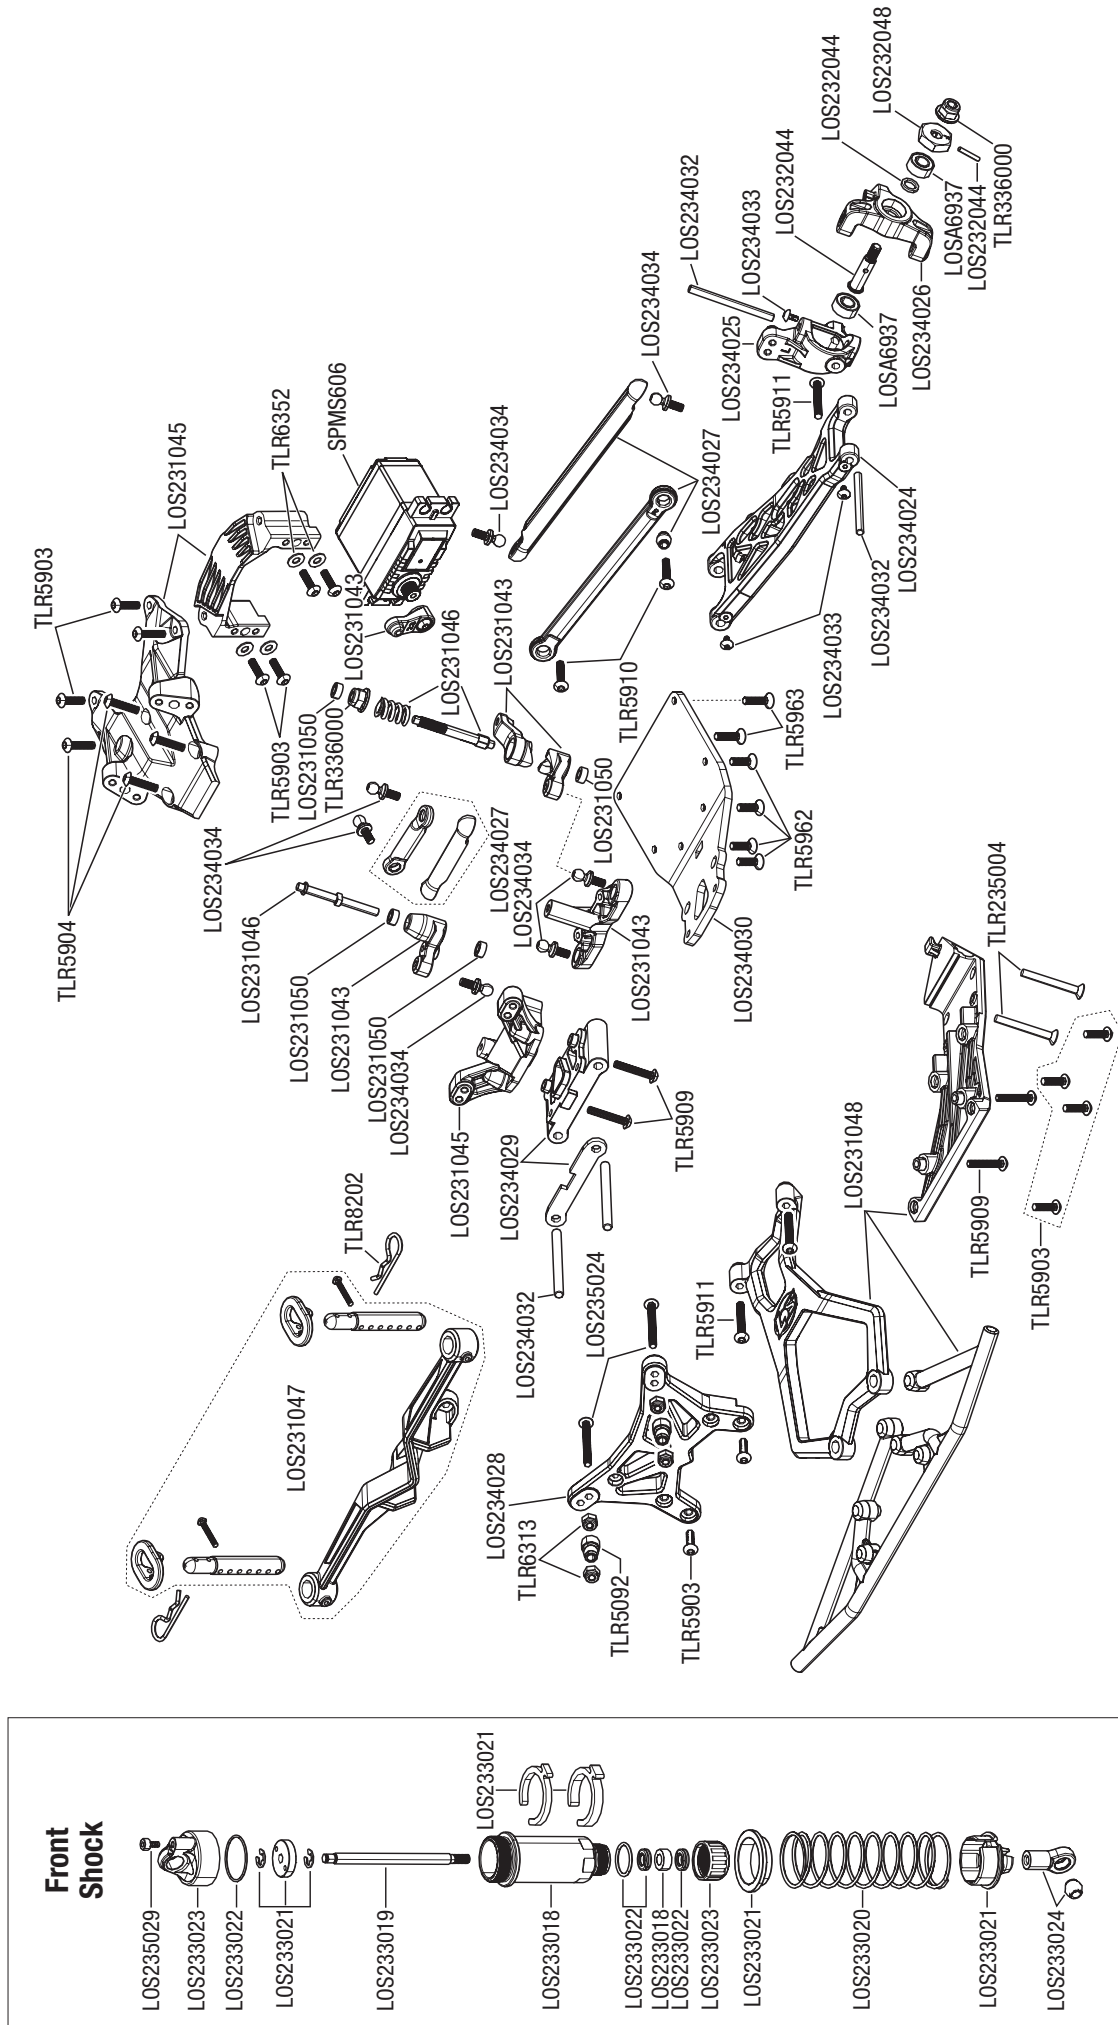 TLR5903
LOS231045
TLR6352
SPMS606
LOS234034
LOS234034
LOS234032
LOS234033
LOS232044
LOS232044
LOS232048
LOS234025
TLR5911
LOSA6937
LOS234026
LOSA6937
LOS232044
TLR336000
LOS234027
LOS234024
LOS234032
LOS234033
TLR5910
LOS231043
LOS231046
LOS231043
TLR5904
TLR5903
LOS231050
TLR336000
LOS234034
LOS231046
LOS231050
LOS231043
LOS231050
LOS234034
LOS234027
LOS234034
LOS231050
LOS231043
TLR5963
TLR5962
LOS234030
TLR235004
LOS231045
LOS234029
TLR5909
LOS231048
TLR5909
TLR5903
TLR8202
LOS231047
LOS234032
LOS235024
TLR5911
LOS234028
TLR6313
TLR5092
TLR5903
Front
Shock
LOS235029
LOS233023
LOS233022
LOS233021
LOS233019
LOS233018
LOS233021
LOS233022
LOS233018
LOS233022
LOS233023
LOS233021
LOS233020
LOS233021
LOS233024
L